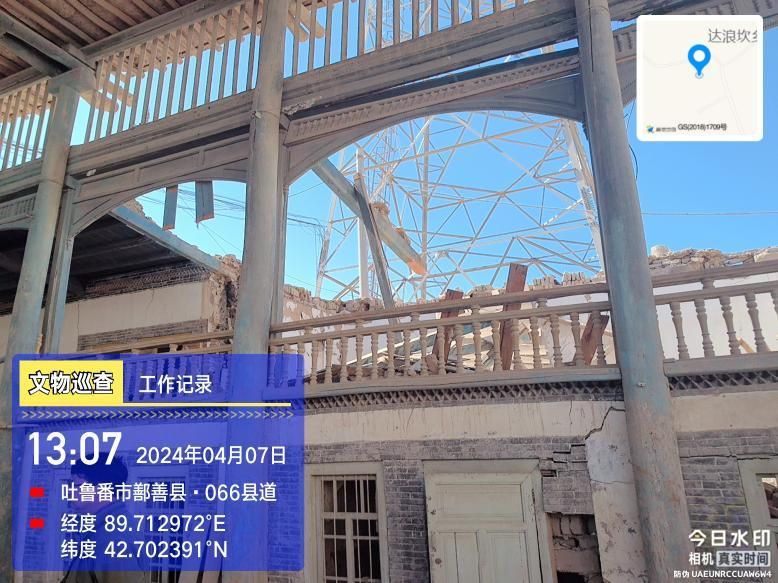 达浪坎乡
GS(2018)1709号
文物巡查 工作记录
13:07 2024年04月07日
吐鲁番市鄯善县·066县道
经度 89.712972°E
纬度 42.702391°N
今日水印
相机 真实时间
防伪 UAEUNRCCUAW6W4